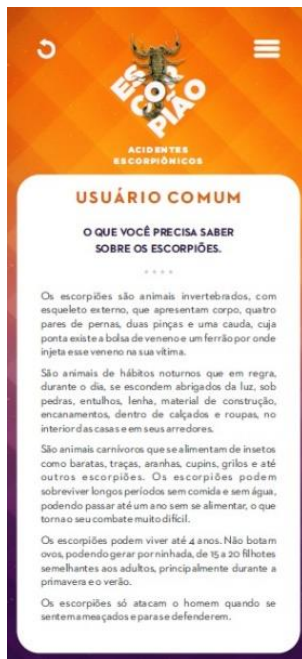 ESCORPIÃO
ACIDENTES
ESCORPIÔNICOS
USUÁRIO COMUM
O QUE VOCÊ PRECISA SABER
SOBRE OS ESCORPIÕES.
Os escorpiões são animais invertebrados, com
esqueleto externo, que apresentam corpo, quatro
pares de pernas, duas pinças e uma cauda, cuja
ponta existe a bolsa de veneno e um ferrão por onde
injeta esse veneno na sua vítima.
São animais de hábitos noturnos que em regra,
durante o dia, se escondem abrigados da luz, sob
pedras, entulhos, lenha, material de construção,
encanamentos, dentro de calçados e roupas, no
interior das casas e em seus arredores.
São animais carnívoros que se alimentam de insetos
como baratas, traças, aranhas, cupins, grilos e até
outros escorpiões. Os escorpiões podem
sobreviver longos períodos sem comida e sem água,
podendo passar até um ano sem se alimentar, o que
torna o seu combate muito difícil.
Os escorpiões podem viver até 4 anos. Não botam
ovos, podendo gerar por ninhada, de 15 a 20 filhotes
semelhantes aos adultos, principalmente durante a
primavera e o verão.
Os escorpiões só atacam o homem quando se
sentem ameaçados e para se defenderem.